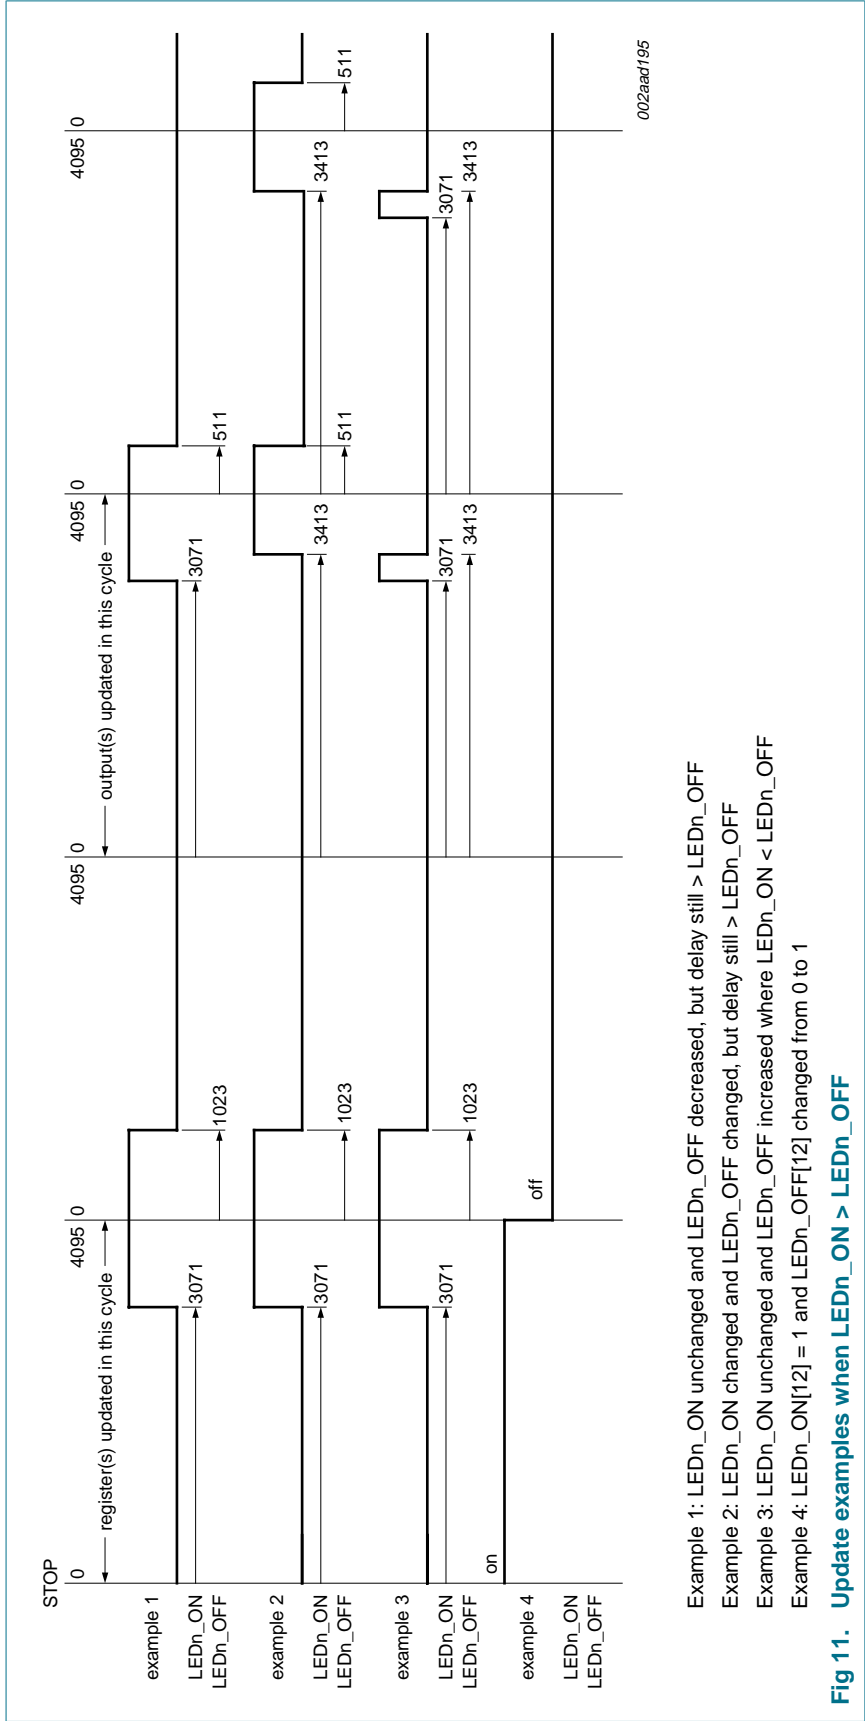 STOP
0
4095 0
4095 0
4095 0
4095 0
register(s) updated in this cycle
output(s) updated in this cycle
example 1
LEDn_ON
3071
3071
LEDn_OFF
1023
511
example 2
LEDn_ON
3071
3413
3413
LEDn_OFF
1023
511
511
example 3
LEDn_ON
3071
3071
3071
LEDn_OFF
1023
3413
3413
on
off
example 4
LEDn_ON
LEDn_OFF
002aad195
Example 1: LEDn_ON unchanged and LEDn_OFF decreased, but delay still > LEDn_OFF
Example 2: LEDn_ON changed and LEDn_OFF changed, but delay still > LEDn_OFF
Example 3: LEDn_ON unchanged and LEDn_OFF increased where LEDn_ON < LEDn_OFF
Example 4: LEDn_ON[12] = 1 and LEDn_OFF[12] changed from 0 to 1
Fig 11. Update examples when LEDn_ON > LEDn_OFF